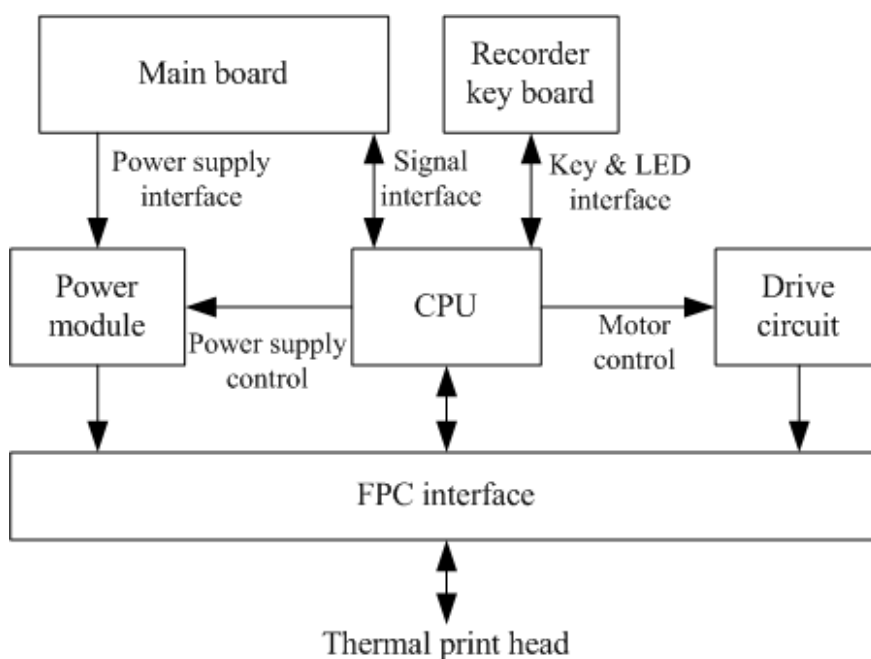 Main board
Recorder
key board
Power supply
interface
Signal
interface
Key & LED
interface
Power
module
CPU
Drive
circuit
Power supply
control
Motor
control
FPC interface
Thermal print head